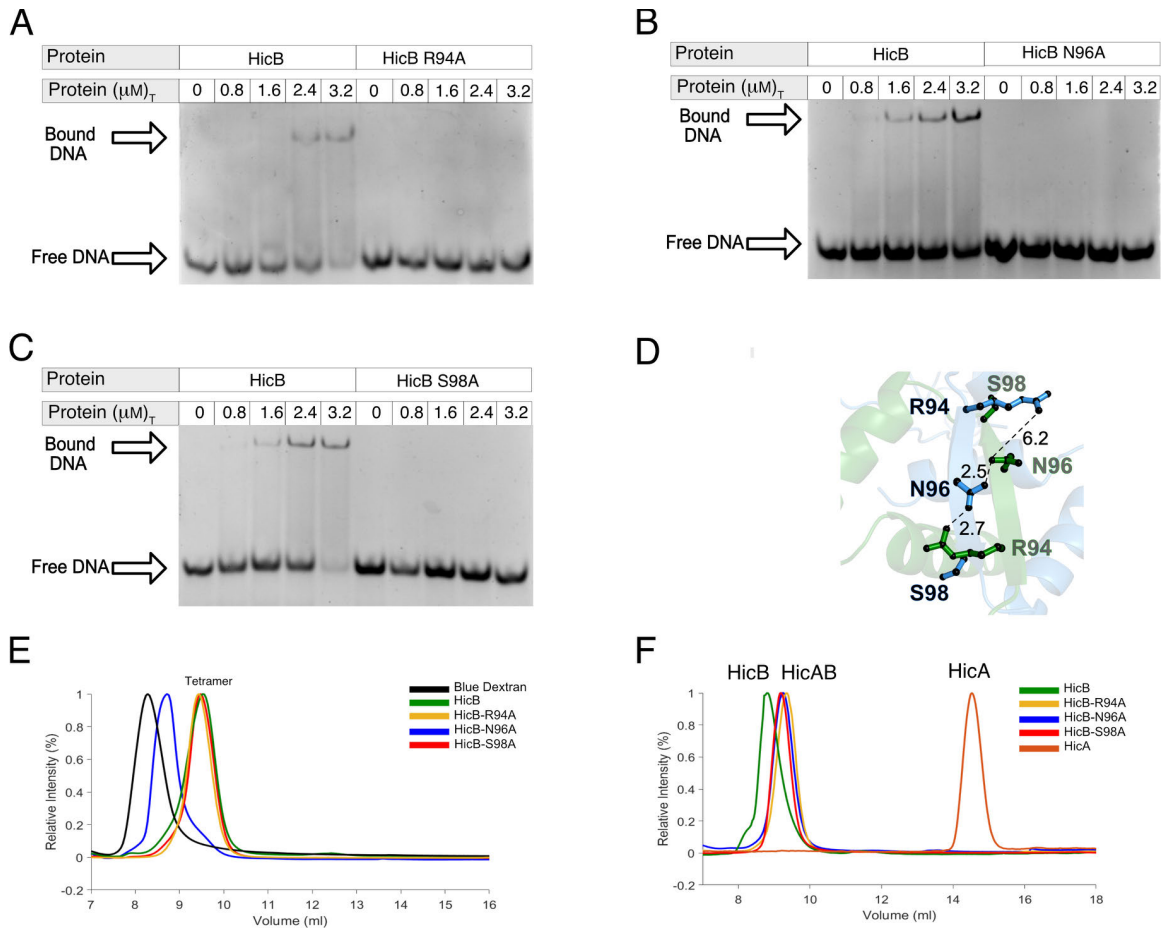 A
Protein HicB HicB R94A
Protein (μM)T 0 0.8 1.6 2.4 3.2 0 0.8 1.6 2.4 3.2
Bound
DNA
Free DNA
B
Protein HicB HicB N96A
Protein (μM)T 0 0.8 1.6 2.4 3.2 0 0.8 1.6 2.4 3.2
Bound
DNA
Free DNA
C
Protein HicB HicB S98A
Protein (μM)T 0 0.8 1.6 2.4 3.2 0 0.8 1.6 2.4 3.2
Bound
DNA
Free DNA
D
S98
R94
6.2
N96
2.5
N96
2.7
R94
S98
E
Tetramer
Blue Dextran
HicB
HicB-R94A
HicB-N96A
HicB-S98A
Relative Intensity (%)
1
0.8
0.6
0.4
0.2
0
-0.2
7 8 9 10 11 12 13 14 15 16
Volume (ml)
F
HicB HicAB HicA
HicB
HicB-R94A
HicB-N96A
HicB-S98A
HicA
Relative Intensity (%)
1
0.8
0.6
0.4
0.2
0
-0.2
8 10 12 14 16 18
Volume (ml)